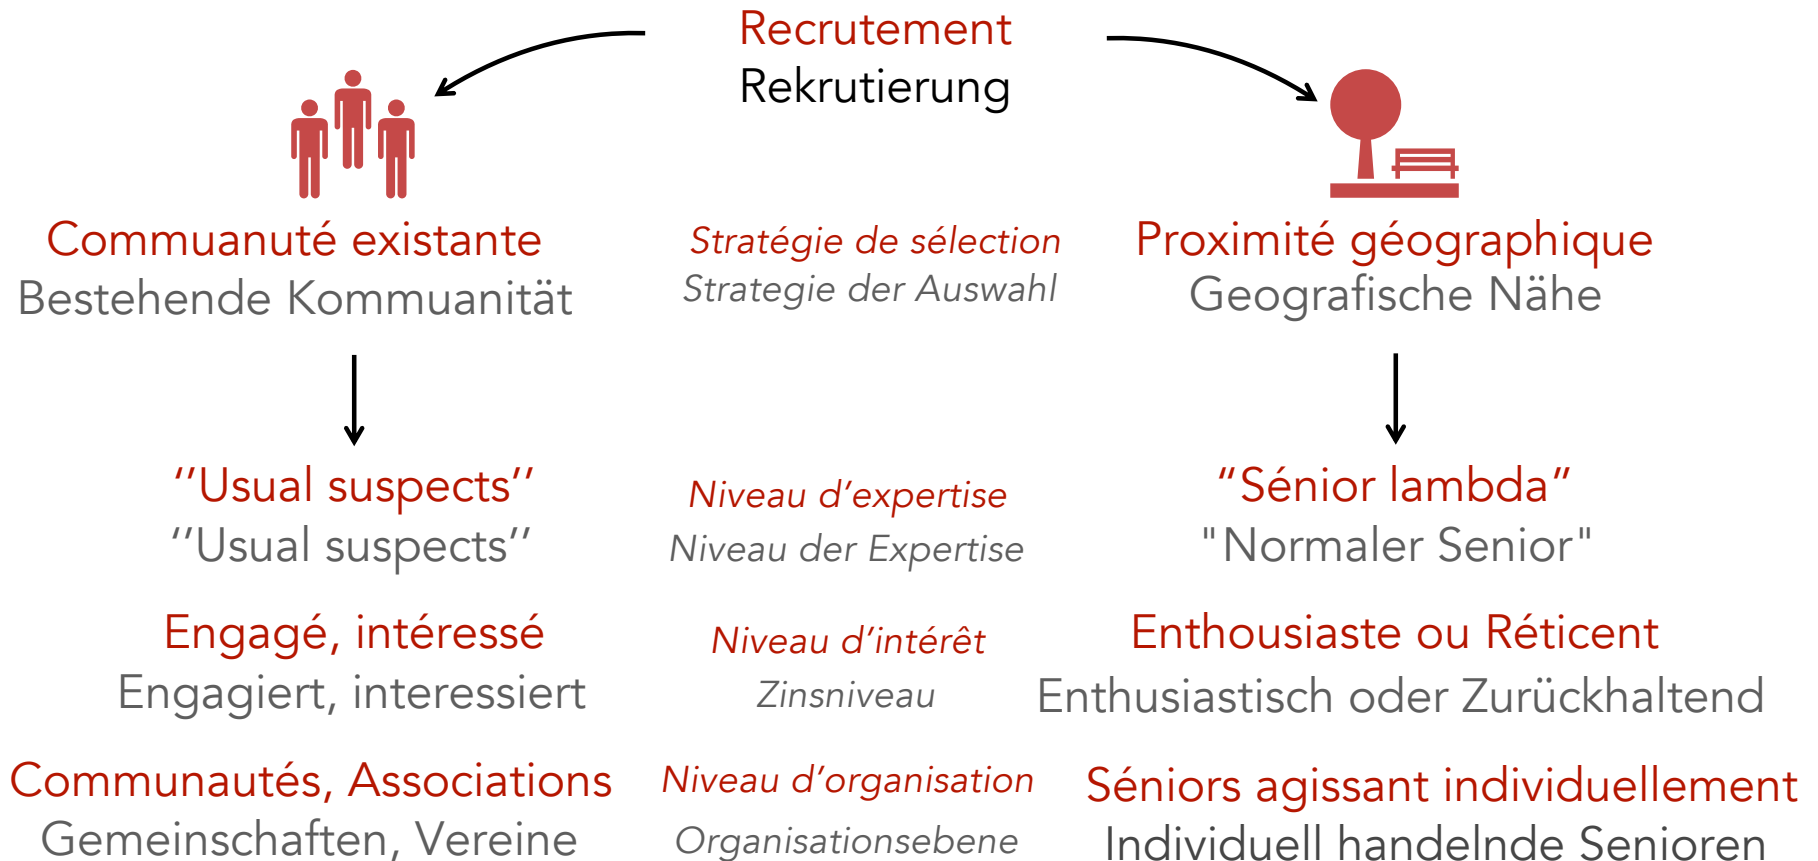 Recrutement
Rekrutierung
Commuanuté existante
Bestehende Kommuanität
Stratégie de sélection
Strategie der Auswahl
Proximité géographique
Geografische Nähe
‘‘Usual suspects’’
‘‘Usual suspects’’
Niveau d’expertise
Niveau der Expertise
“Sénior lambda”
"Normaler Senior"
Engagé, intéressé
Engagiert, interessiert
Niveau d’intérêt
Zinsniveau
Enthousiaste ou Réticent
Enthusiastisch oder Zurückhaltend
Communautés, Associations
Gemeinschaften, Vereine
Niveau d’organisation
Organisationsebene
Séniors agissant individuellement
Individuell handelnde Senioren